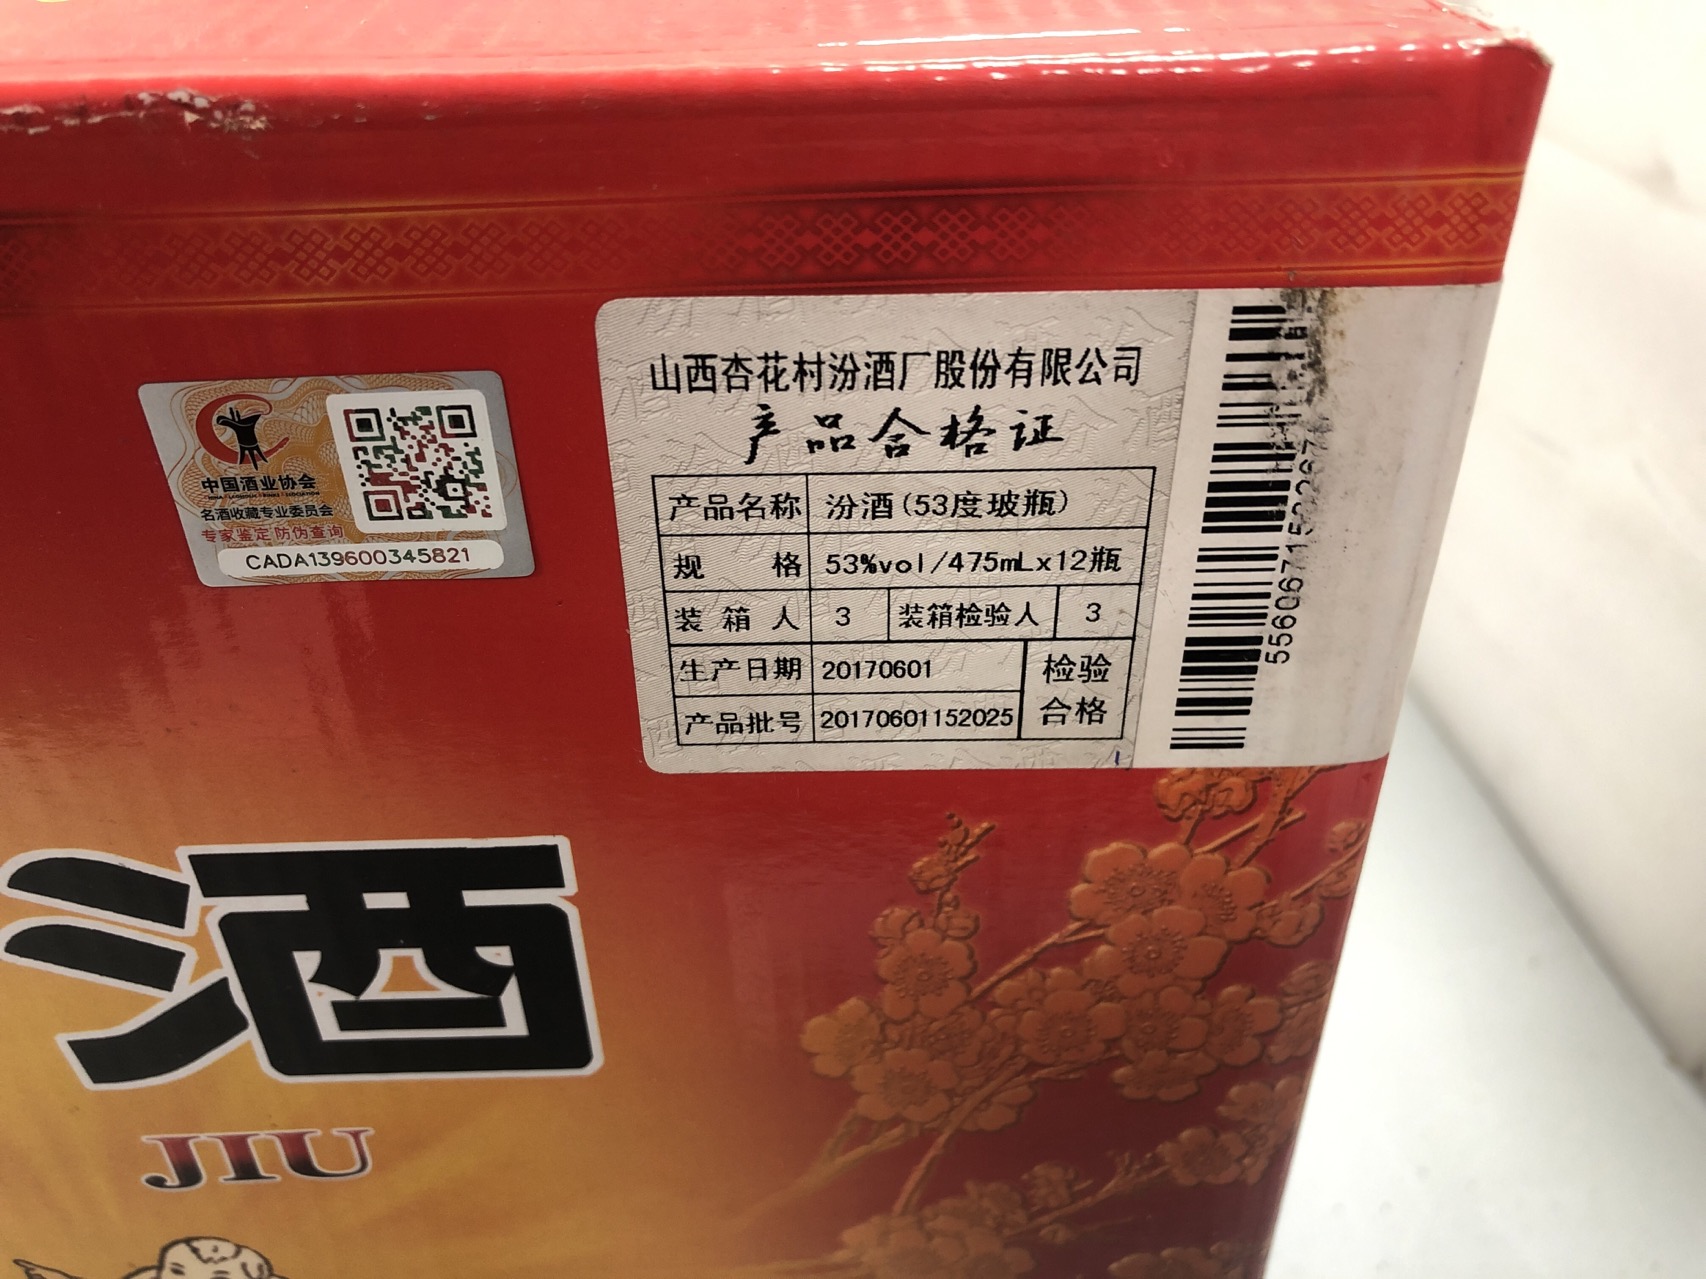 山西杏花村汾酒厂股份有限公司
产品合格证
产品名称 汾酒(53度玻瓶)
规 格 53%vol/475mLx12瓶
装箱人 3 装箱检验人 3
生产日期 20170601 检验
产品批号 20170601152025 合格
中国酒业协会
名酒收藏专业委员会
专家鉴定 防伪查询
CADA139600345821
酒
JIU